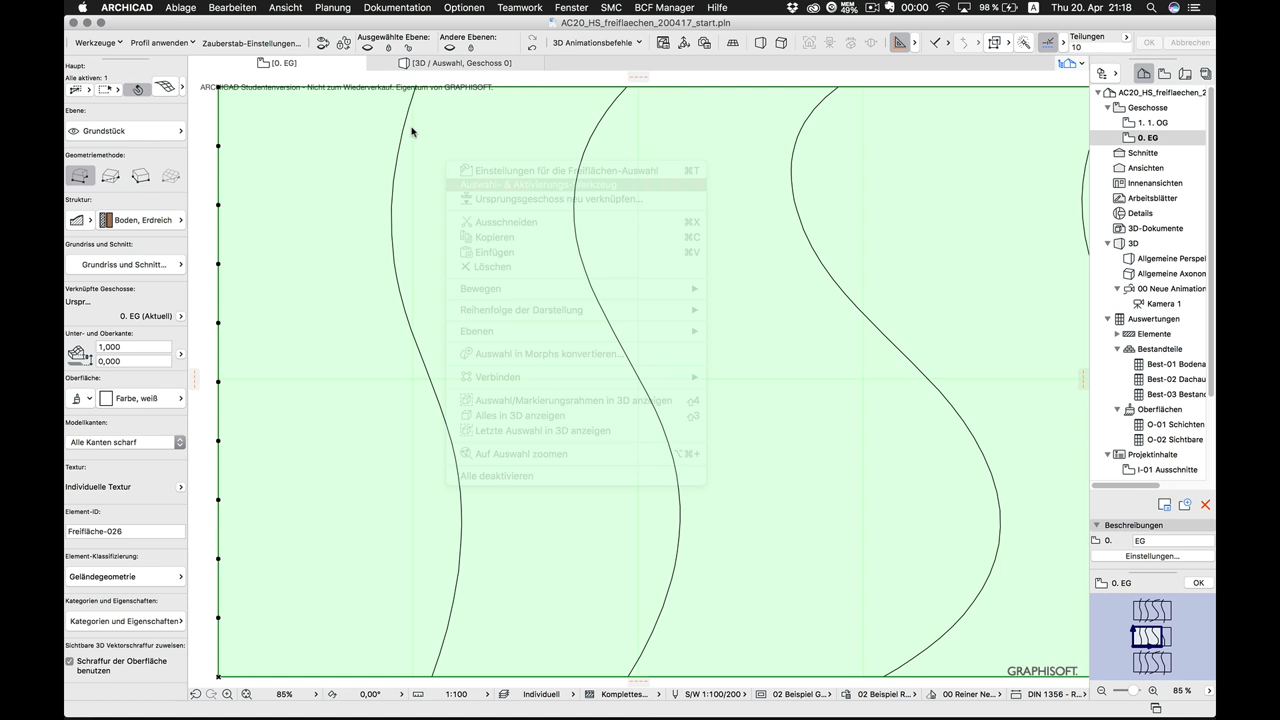 ARCHICAD Ablage Bearbeiten Ansicht Planung Dokumentation Optionen Teamwork Fenster SMC BCF Manager Hilfe MEM 49% 00:00 98 % Thu 20. Apr 21:18
AC20_HS_freiflaechen_200417_start.pln
Werkzeuge Profil anwenden Zauberstab-Einstellungen... Ausgewählte Ebene: Andere Ebenen: 3D Animationsbefehle Teilungen 10 OK Abbrechen
[0. EG] [3D / Auswahl, Geschoss 0]
ARCHICAD Studentenversion - Nicht zum Wiederverkauf. Eigentum von GRAPHISOFT.
Haupt:
Alle aktiven: 1
Ebene:
Grundstück
Geometriemethode:
Struktur:
Boden, Erdreich
Grundriss und Schnitt:
Grundriss und Schnitt...
Verknüpfte Geschosse:
Urspr...
0. EG (Aktuell)
Unter- und Oberkante:
1,000
0,000
Oberfläche:
Farbe, weiß
Modellkanten:
Alle Kanten scharf
Textur:
Individuelle Textur
Element-ID:
Freifläche-026
Element-Klassifizierung:
Geländegeometrie
Kategorien und Eigenschaften:
Kategorien und Eigenschaften
Sichtbare 3D Vektorschraffur zuweisen:
Schraffur der Oberfläche
benutzen
Einstellungen für die Freiflächen-Auswahl ⌘T
Auswahl- & Aktivierungs-Werkzeug
Ursprungsgeschoss neu verknüpfen...
Ausschneiden ⌘X
Kopieren ⌘C
Einfügen ⌘V
Löschen
Bewegen
Reihenfolge der Darstellung
Ebenen
Auswahl in Morphs konvertieren...
Verbinden
Auswahl/Markierungsrahmen in 3D anzeigen ⇧4
Alles in 3D anzeigen ⇧3
Letzte Auswahl in 3D anzeigen
Auf Auswahl zoomen ⌥⌘+
Alle deaktivieren
GRAPHISOFT.
AC20_HS_freiflaechen_2
Geschosse
1. 1. OG
0. EG
Schnitte
Ansichten
Innenansichten
Arbeitsblätter
Details
3D-Dokumente
3D
Allgemeine Perspe
Allgemeine Axonom
00 Neue Animation
Kamera 1
Auswertungen
Elemente
Bestandteile
Best-01 Bodena
Best-02 Dachau
Best-03 Bestand
Oberflächen
O-01 Schichten
O-02 Sichtbare
Projektinhalte
I-01 Ausschnitte
Beschreibungen
0. EG
Einstellungen...
0. EG OK
85 %
85% 0,00° 1:100 Individuell Komplettes... S/W 1:100/200 02 Beispiel G... 02 Beispiel R... 00 Reiner Ne... DIN 1356 - R...